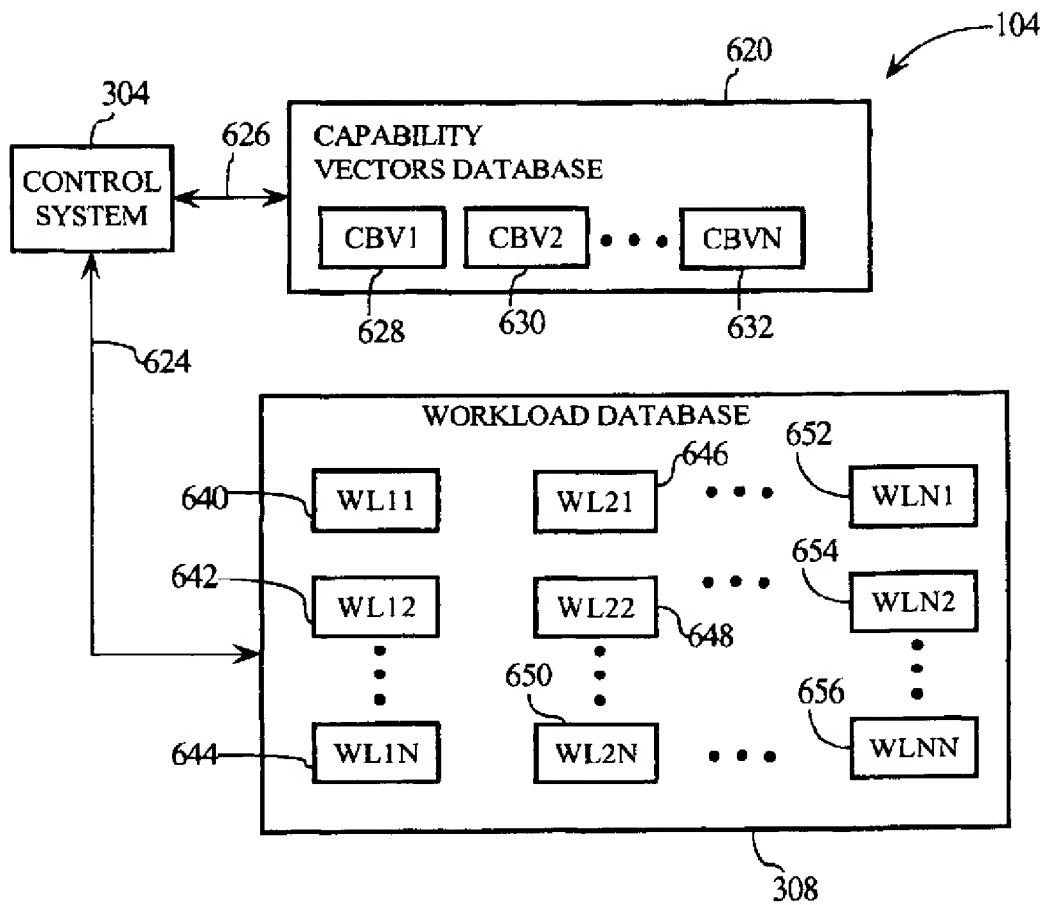 104
620
304
626
CAPABILITY
VECTORS DATABASE
CONTROL
SYSTEM
CBV1 CBV2 CBVN
628 630 632
624
WORKLOAD DATABASE
646 652
640 WL11 WL21 WLN1
642 654
WL12 WL22 WLN2
648
650 656
644 WL1N WL2N WLNN
308